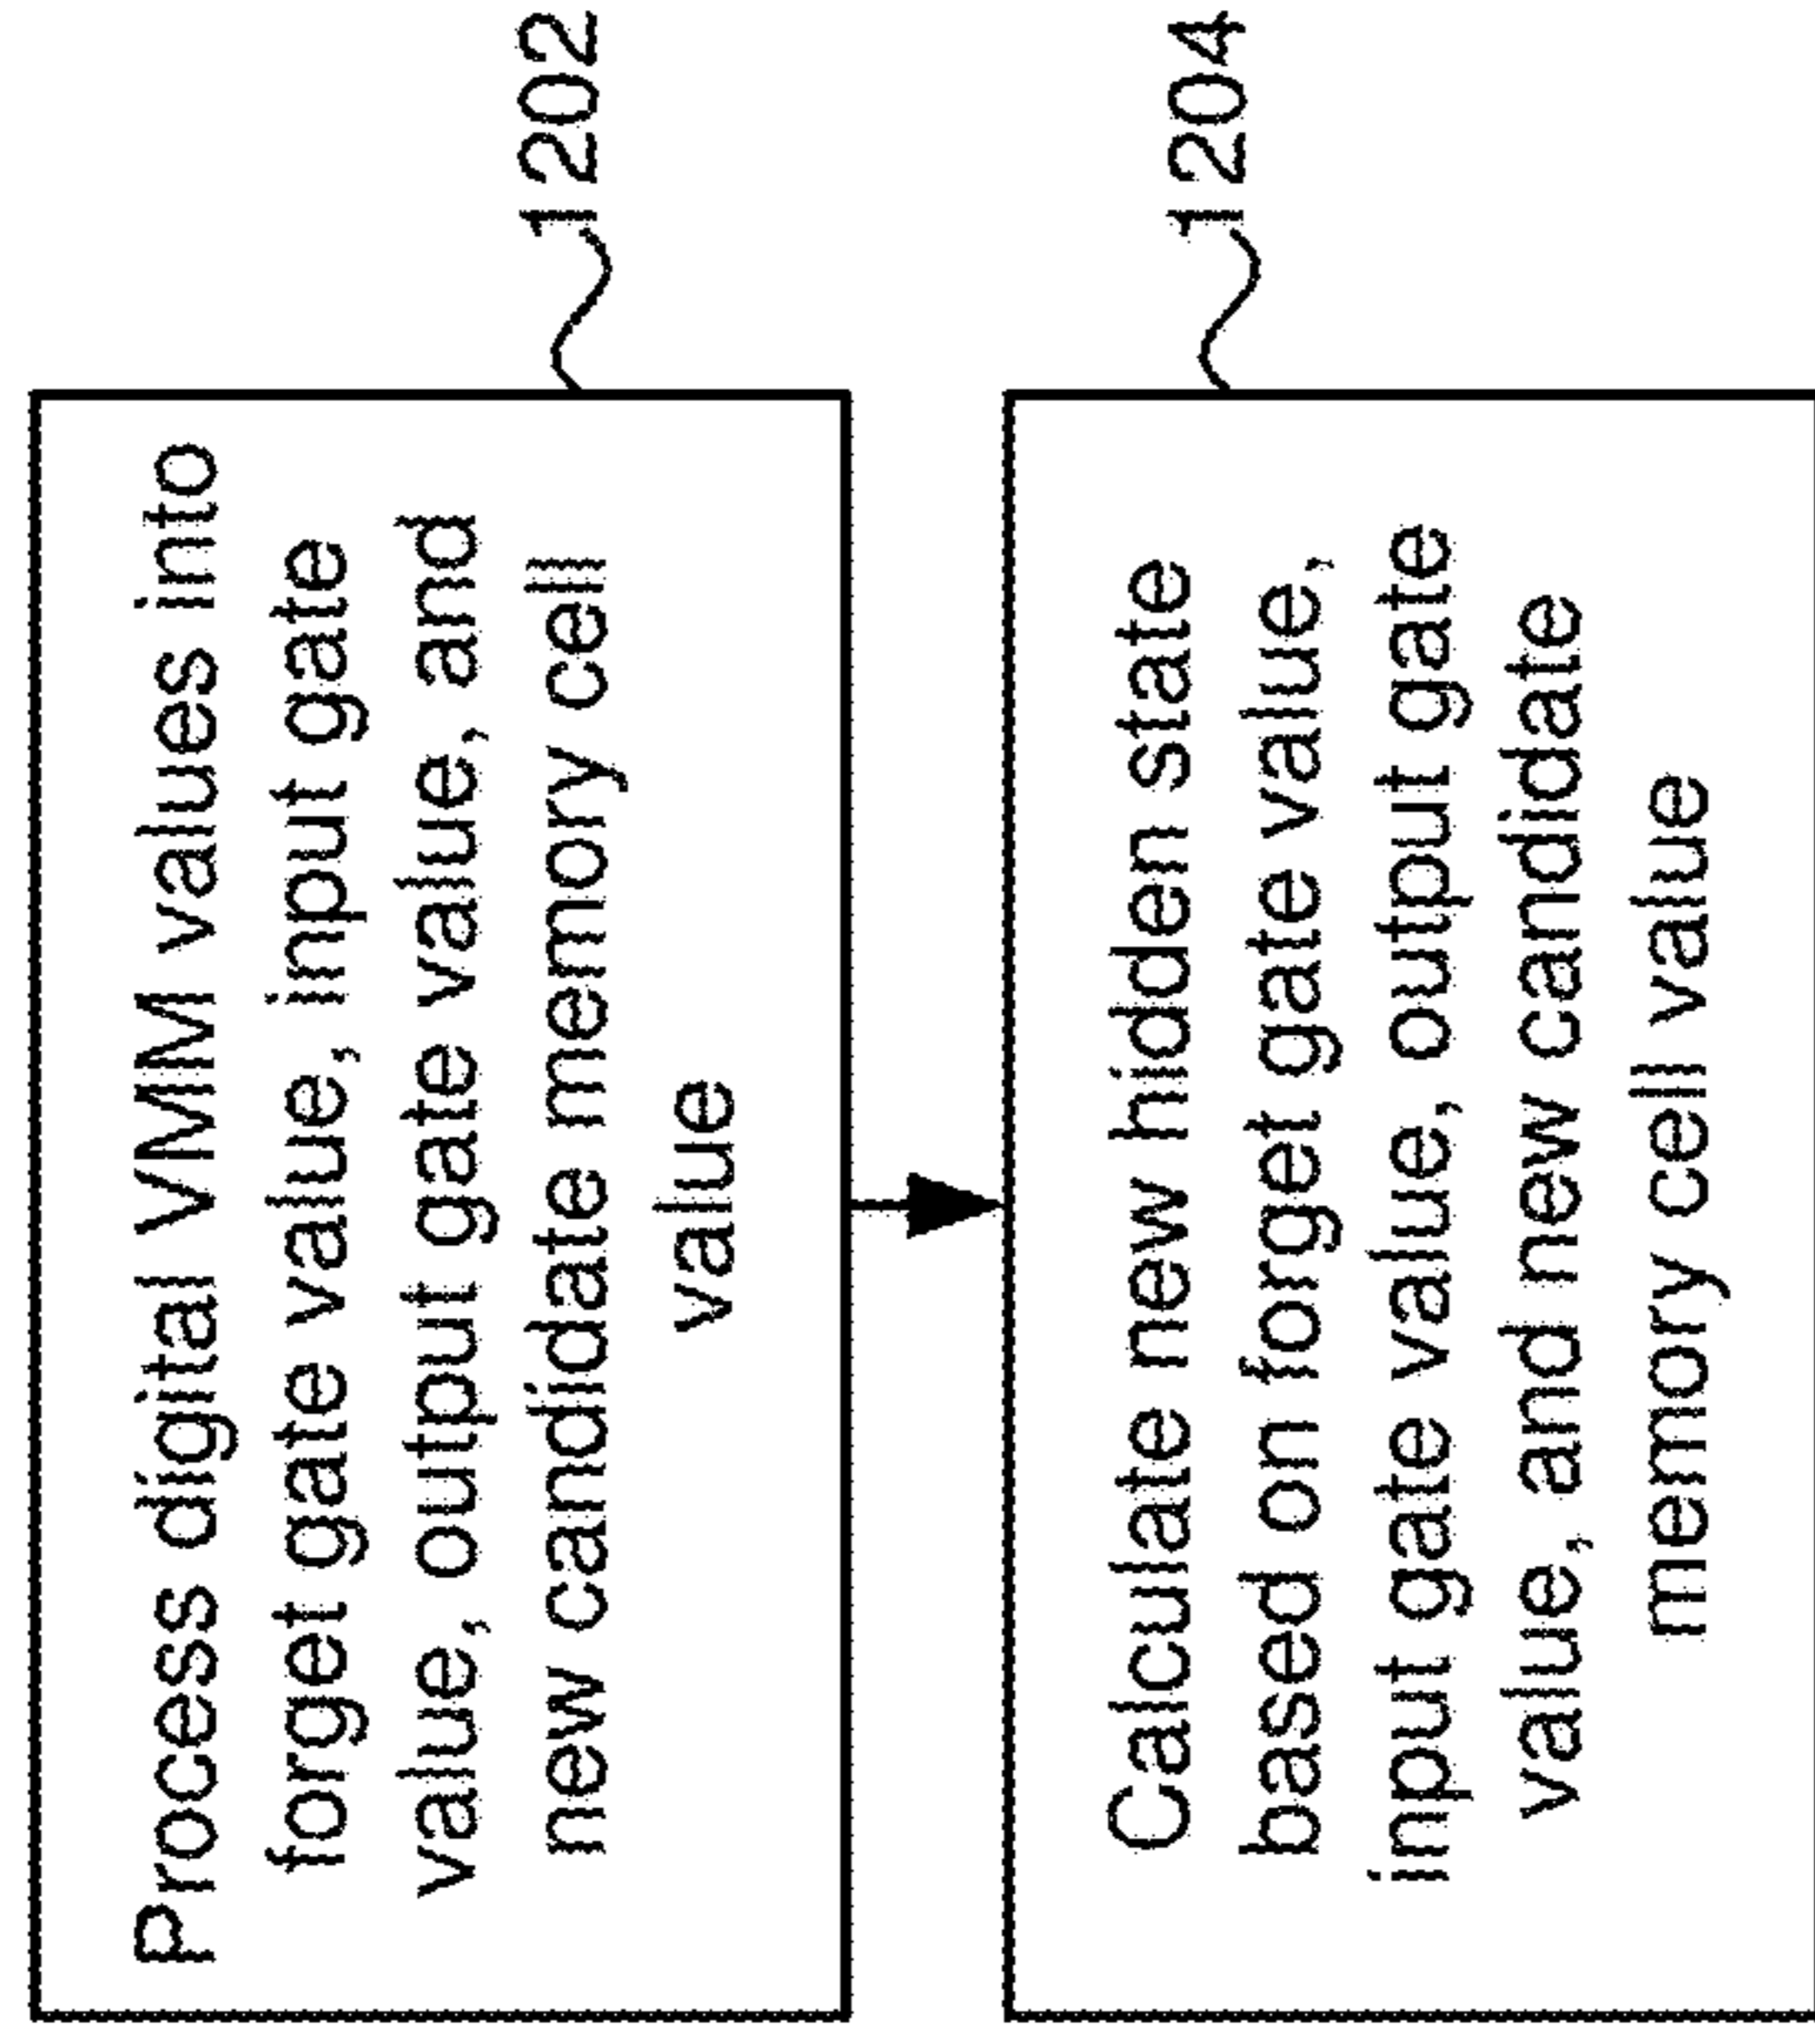 Process digital VMM values into
forget gate value, input gate
value, output gate value, and
new candidate memory cell
value
1202
Calculate new hidden state
based on forget gate value,
input gate value, output gate
value, and new candidate
memory cell value
1204